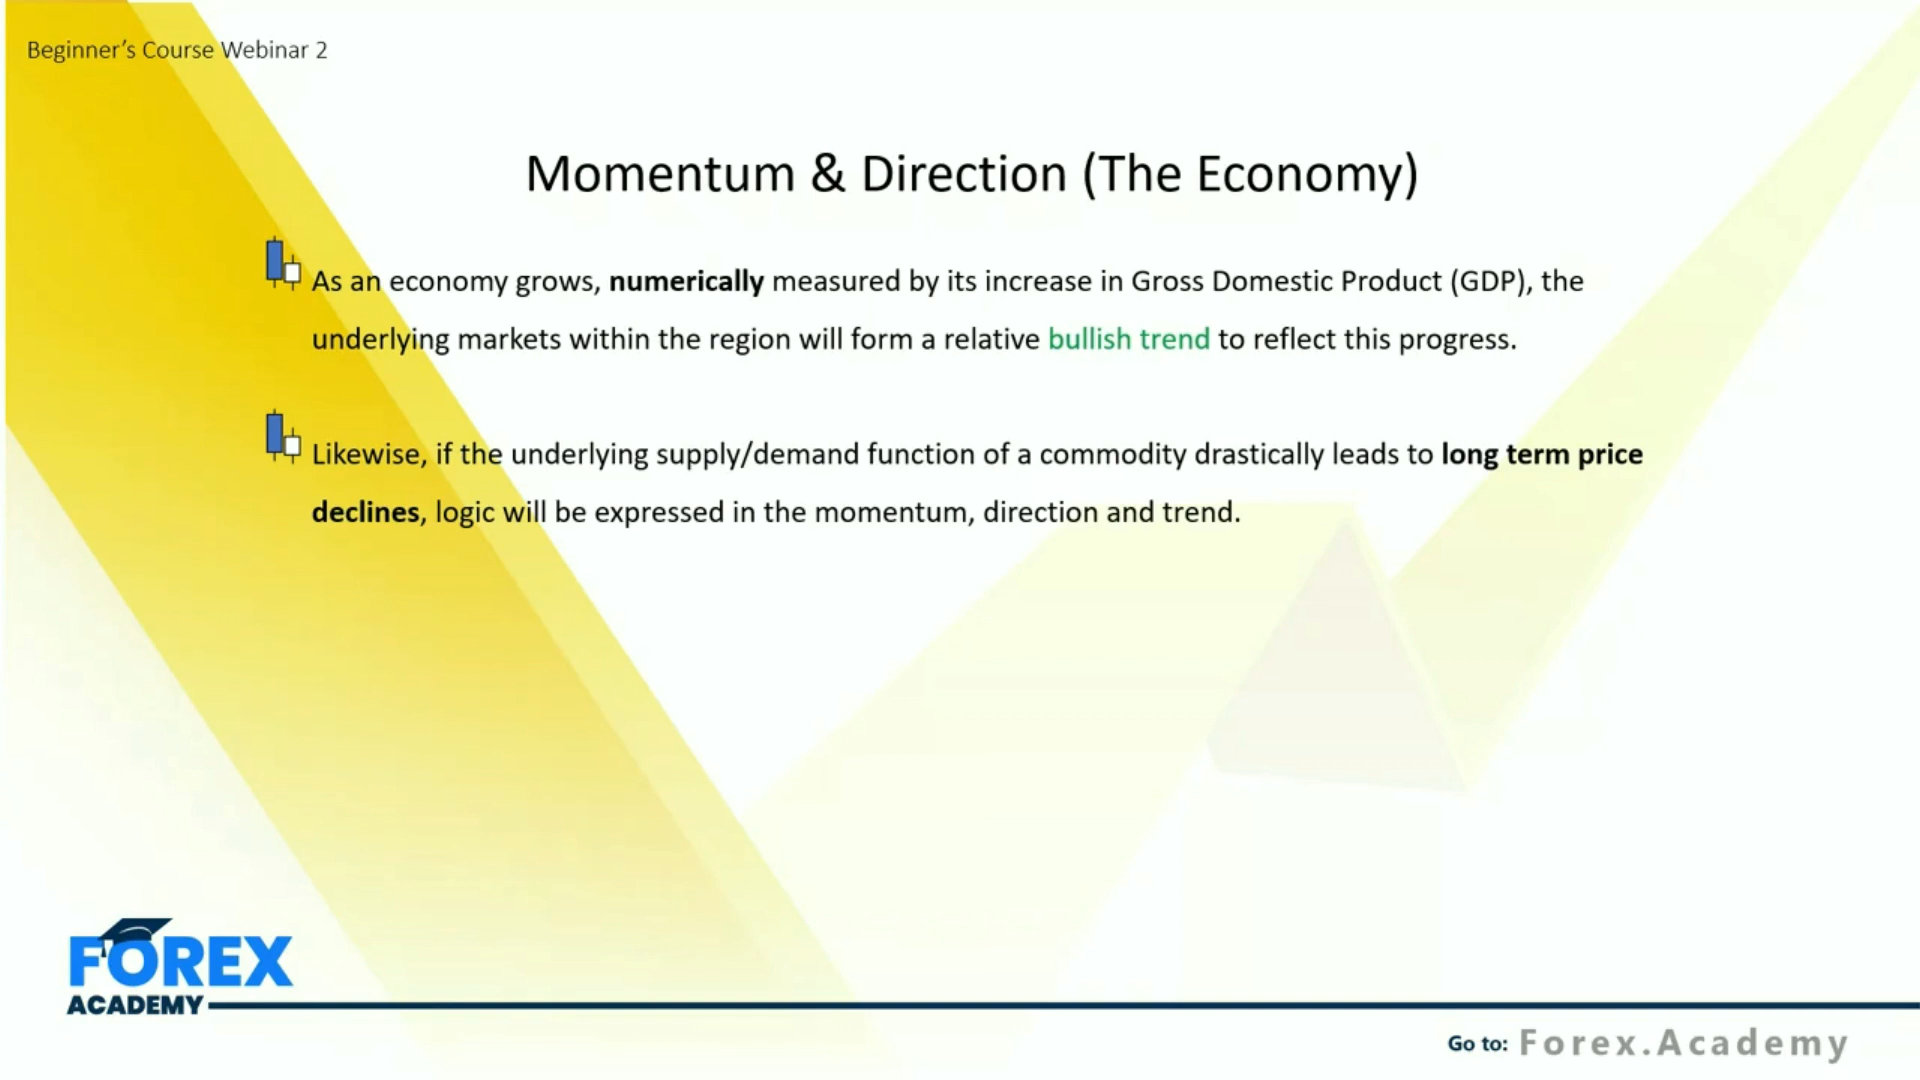 Beginner’s Course Webinar 2
Momentum & Direction (The Economy)
As an economy grows, numerically measured by its increase in Gross Domestic Product (GDP), the
underlying markets within the region will form a relative bullish trend to reflect this progress.
Likewise, if the underlying supply/demand function of a commodity drastically leads to long term price
declines, logic will be expressed in the momentum, direction and trend.
FOREX
ACADEMY
Go to: Forex.Academy